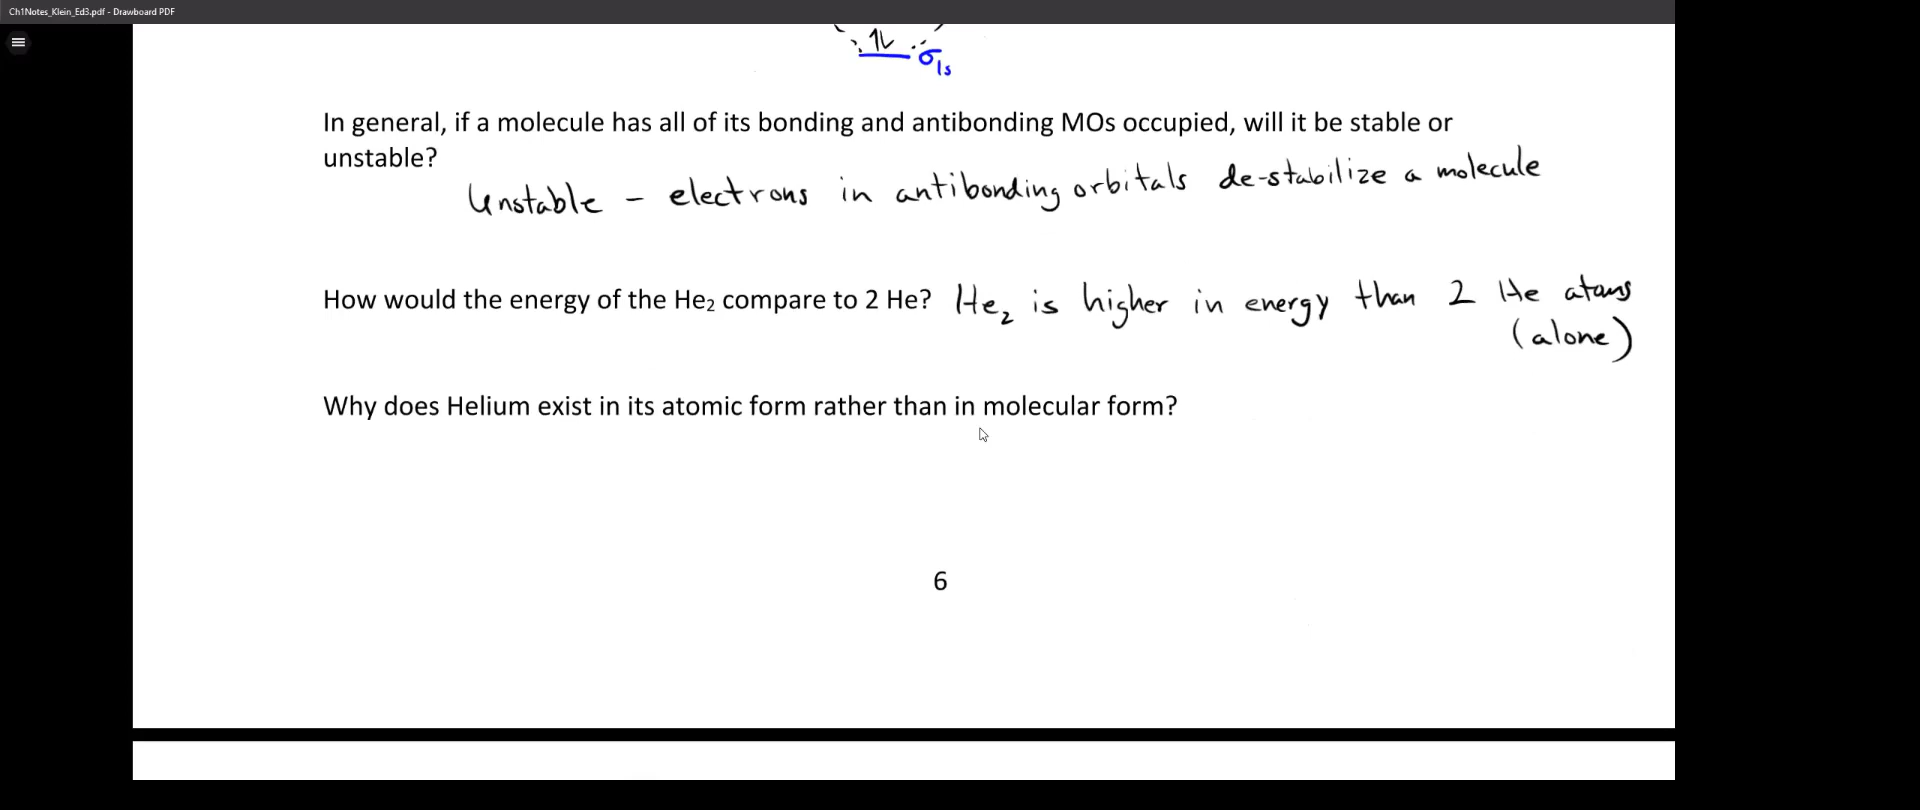 Ch1Notes_Klein_Ed3.pdf - Drawboard PDF
1L
σ1s
In general, if a molecule has all of its bonding and antibonding MOs occupied, will it be stable or
unstable?
Unstable - electrons in antibonding orbitals de-stabilize a molecule
How would the energy of the He₂ compare to 2 He? He₂ is higher in energy than 2 He atoms
(alone)
Why does Helium exist in its atomic form rather than in molecular form?
6